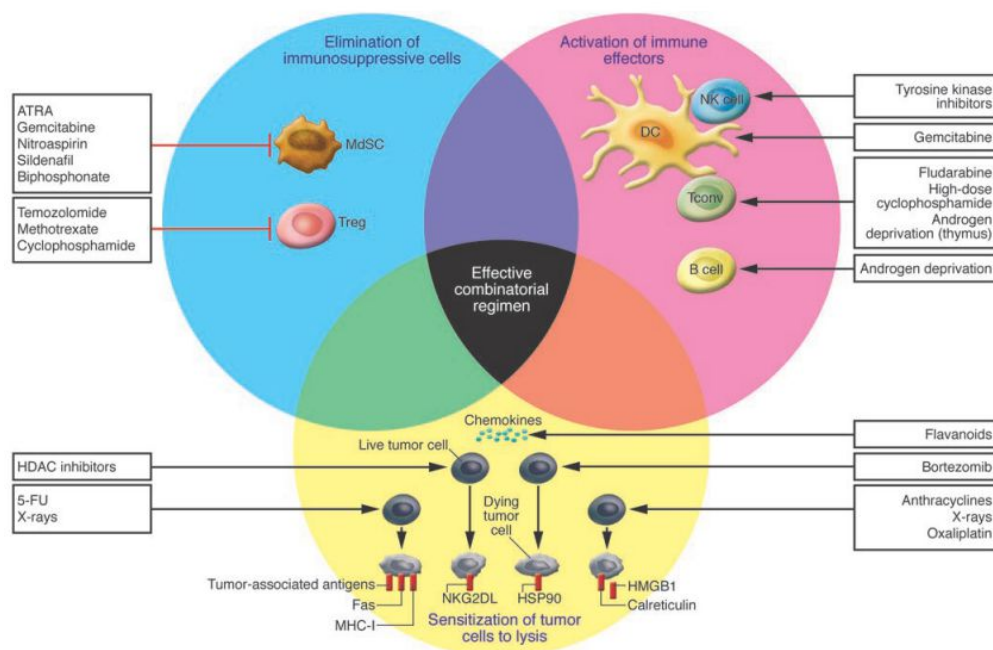 Elimination of
immunosuppressive cells
Activation of immune
effectors
ATRA
Gemcitabine
Nitroaspirin
Sildenafil
Biphosphonate
MdSC
Temozolomide
Methotrexate
Cyclophosphamide
Treg
NK cell
DC
Tconv
B cell
Tyrosine kinase
inhibitors
Gemcitabine
Fludarabine
High-dose
cyclophosphamide
Androgen
deprivation (thymus)
Androgen deprivation
Effective
combinatorial
regimen
Chemokines
Live tumor cell
Dying
tumor
cell
HDAC inhibitors
5-FU
X-rays
Flavanoids
Bortezomib
Anthracyclines
X-rays
Oxaliplatin
Tumor-associated antigens
Fas
MHC-I
NKG2DL
HSP90
HMGB1
Calreticulin
Sensitization of tumor
cells to lysis